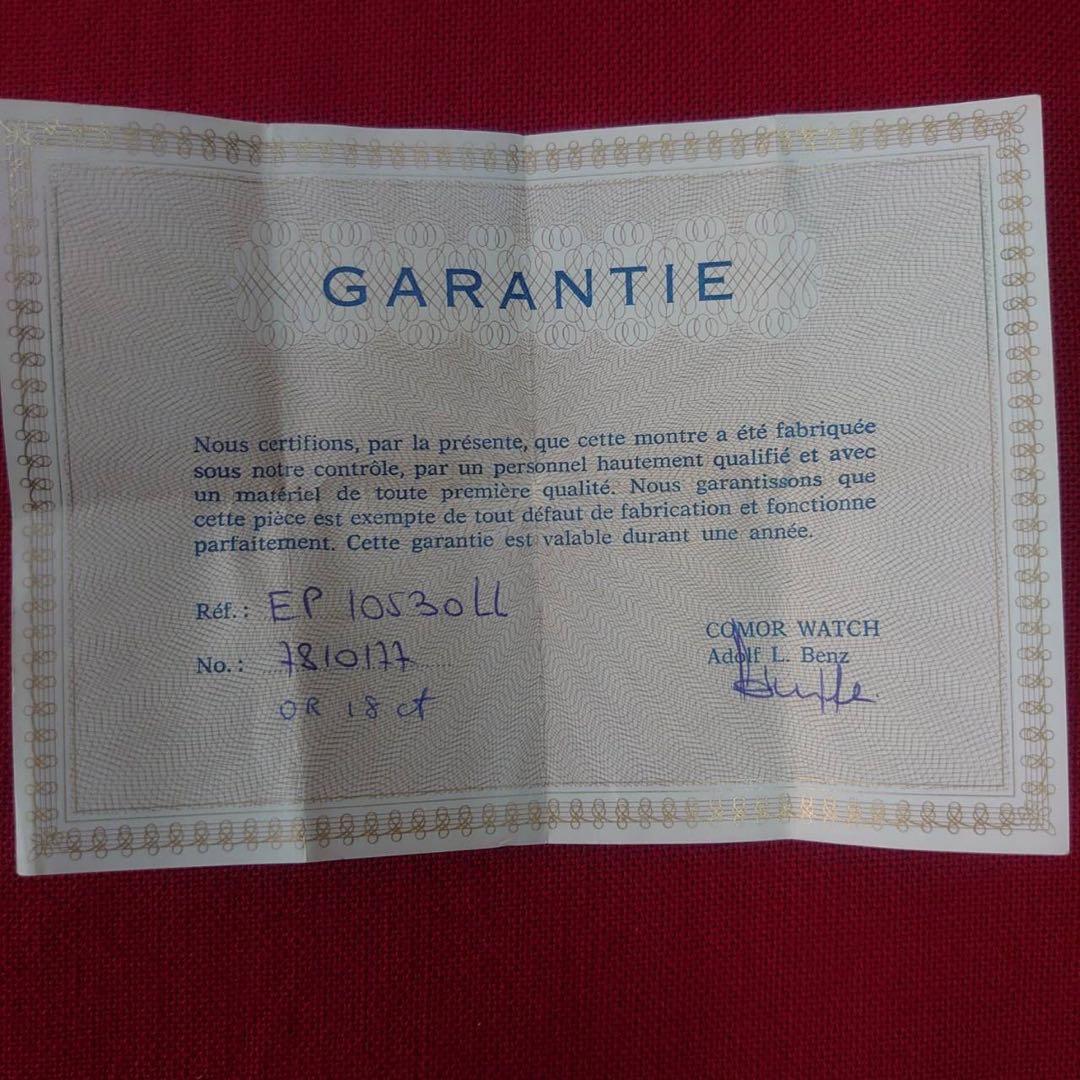 GARANTIE
Nous certifions, par la présente, que cette montre a été fabriquée
sous notre contrôle, par un personnel hautement qualifié et avec
un matériel de toute première qualité. Nous garantissons que
cette pièce est exempte de tout défaut de fabrication et fonctionne
parfaitement. Cette garantie est valable durant une année.
Réf. : EP 10530LL
No. : 7810177
OR 18 ct
COMOR WATCH
Adolf L. Benz